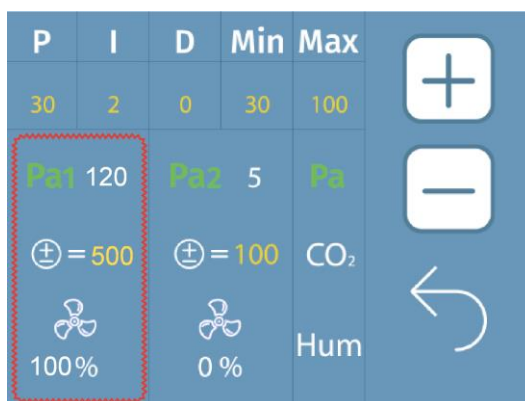 P I D Min Max
30 2 0 30 100
Pa1 120 Pa2 5 Pa
± = 500 ± = 100 CO₂
100% 0 % Hum